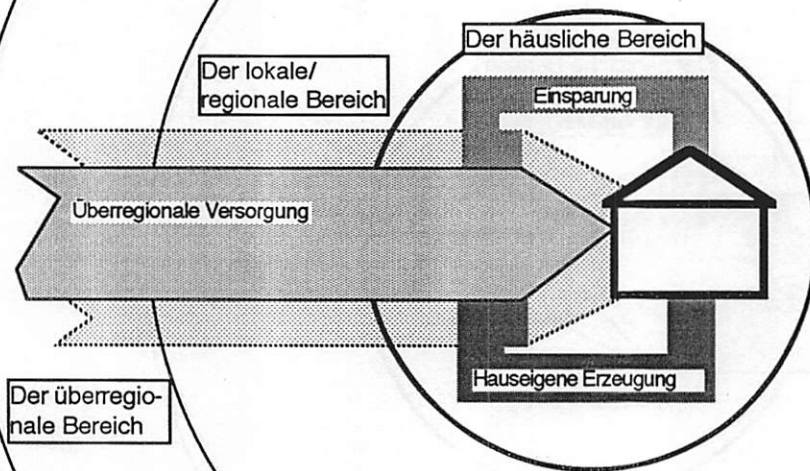 Der häusliche Bereich
Der lokale/
regionale Bereich
Einsparung
Überregionale Versorgung
Hauseigene Erzeugung
Der überregio-
nale Bereich